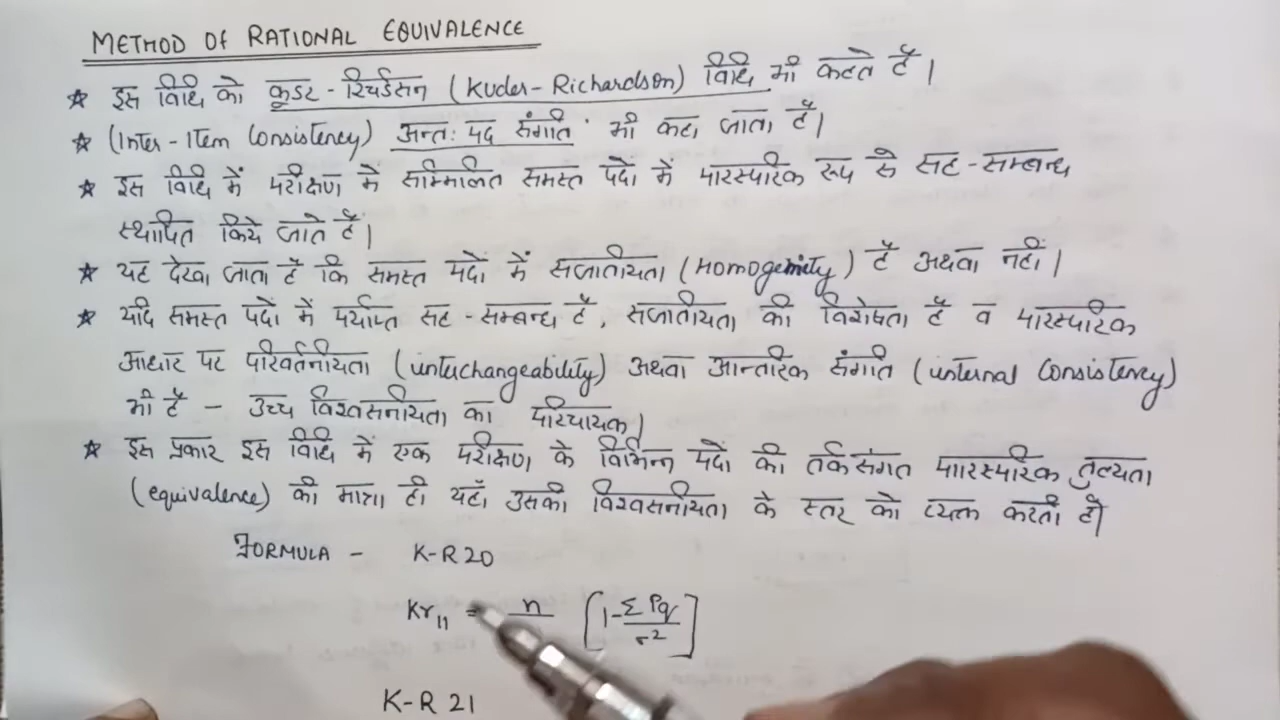 METHOD OF RATIONAL EQUIVALENCE
☆ इस विधि को कूडर-रिचर्डसन (Kuder-Richardson) विधि भी कहते हैं।
☆ (Inter-Item Consistency) अन्तः पद संगति' भी कहा जाता है।
☆ इस विधि में परीक्षण में सम्मिलित समस्त पदों में पारस्परिक रूप से सह-सम्बन्ध
स्थापित किये जाते हैं।
☆ यह देखा जाता है कि समस्त पदों में सजातीयता (Homogenity) है अथवा नहीं।
☆ यदि समस्त पदों में पर्याप्त सह-सम्बन्ध है, सजातीयता की विशेषता है व पारस्परिक
आधार पर परिवर्तनीयता (interchangeability) अथवा आन्तरिक संगति (internal Consistency)
भी है – उच्च विश्वसनीयता का परिचायक।
☆ इस प्रकार इस विधि में एक परीक्षण के विभिन्न पदों की तर्कसंगत पाारस्परिक तुल्यता
(equivalence) की मात्रा ही यहाँ उसकी विश्वसनीयता के स्तर को व्यक्त करती है।
FORMULA – K-R 20
Kr₁₁ = n [1-Σ Pq/σ²]
K-R 21